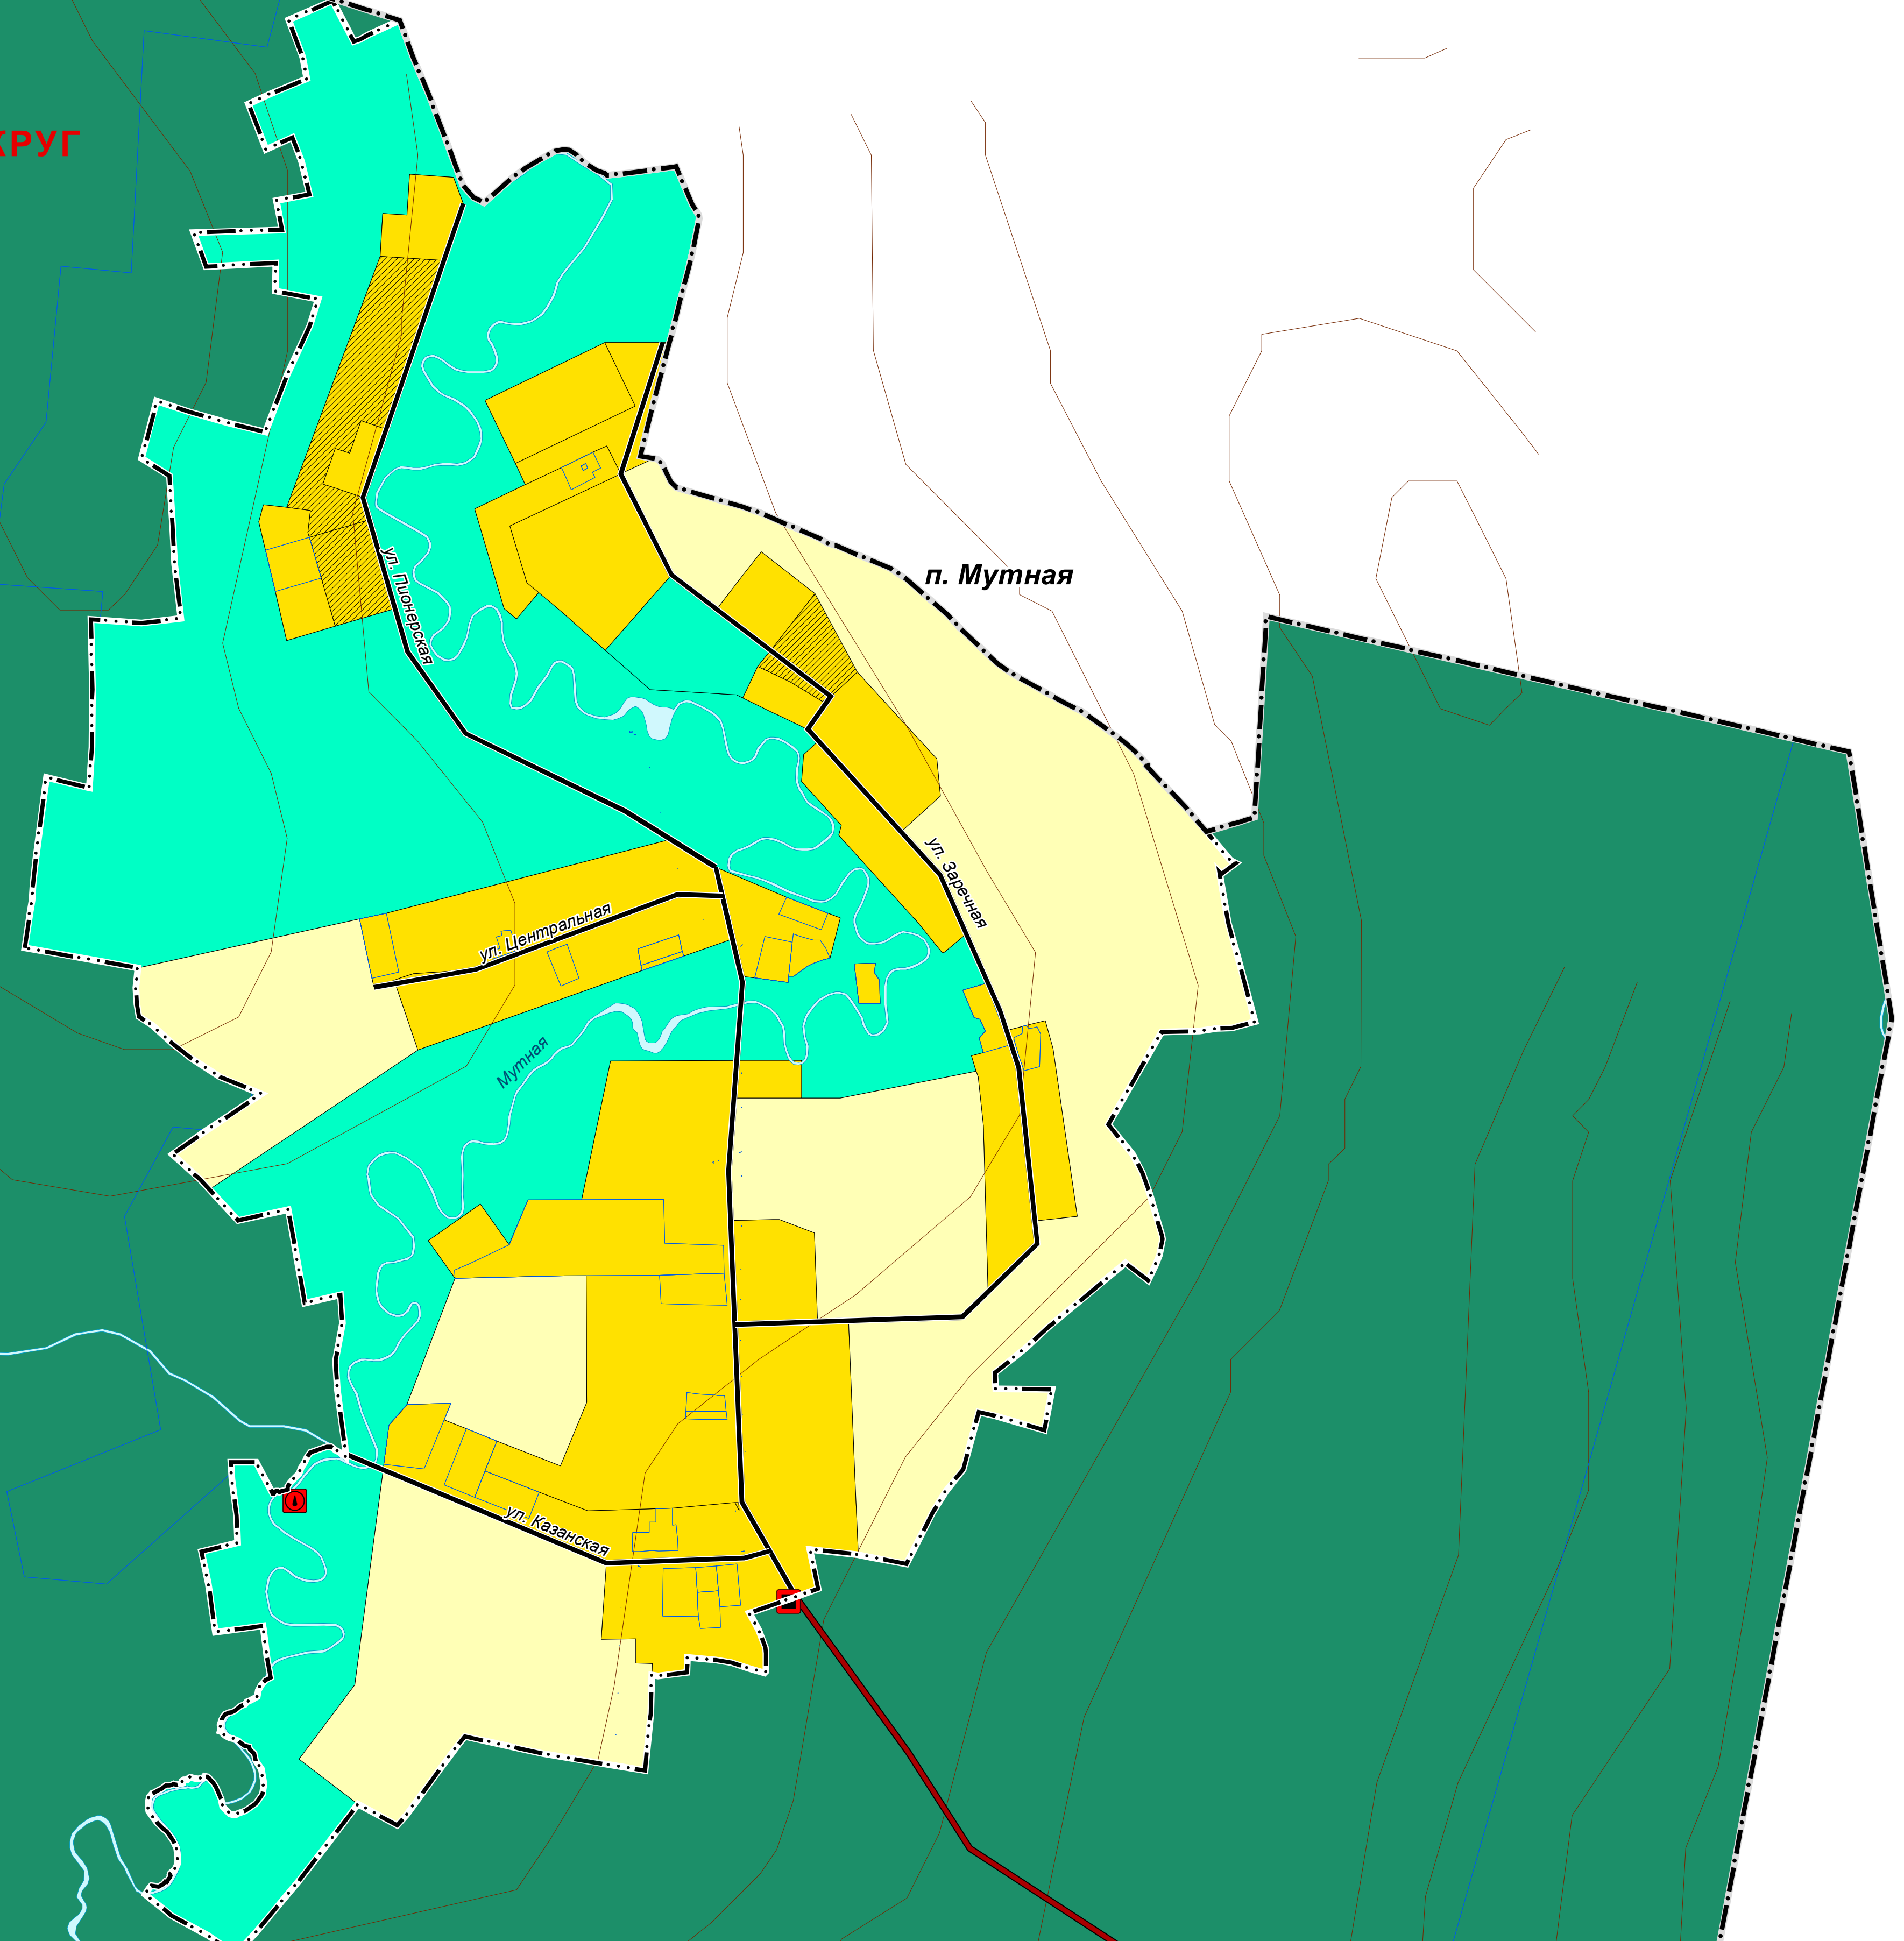 КРУГ
п. Мутная
ул. Пионерская
ул. Заречная
ул. Центральная
Мутная
ул. Казанская